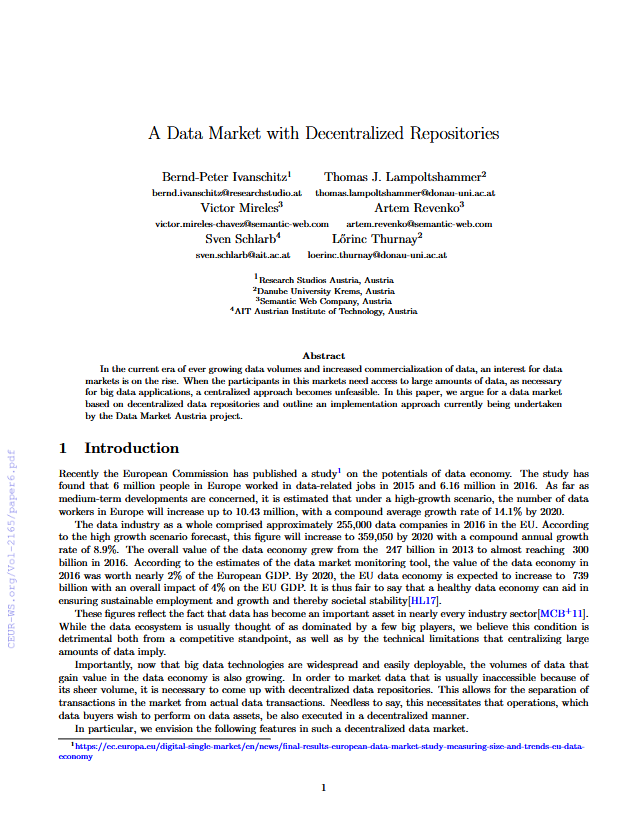 A Data Market with Decentralized Repositories
Bernd-Peter Ivanschitz1 Thomas J. Lampoltshammer2
bernd.ivanschitz@researchstudio.at thomas.lampoltshammer@donau-uni.ac.at
Victor Mireles3 Artem Revenko3
victor.mireles-chavez@semantic-web.com artem.revenko@semantic-web.com
Sven Schlarb4 Lőrinc Thurnay2
sven.schlarb@ait.ac.at loerinc.thurnay@donau-uni.ac.at
1Research Studios Austria, Austria
2Danube University Krems, Austria
3Semantic Web Company, Austria
4AIT Austrian Institute of Technology, Austria
Abstract
In the current era of ever growing data volumes and increased commercialization of data, an interest for data
markets is on the rise. When the participants in this markets need access to large amounts of data, as necessary
for big data applications, a centralized approach becomes unfeasible. In this paper, we argue for a data market
based on decentralized data repositories and outline an implementation approach currently being undertaken
by the Data Market Austria project.
1 Introduction
Recently the European Commission has published a study1 on the potentials of data economy. The study has
found that 6 million people in Europe worked in data-related jobs in 2015 and 6.16 million in 2016. As far as
medium-term developments are concerned, it is estimated that under a high-growth scenario, the number of data
workers in Europe will increase up to 10.43 million, with a compound average growth rate of 14.1% by 2020.
The data industry as a whole comprised approximately 255,000 data companies in 2016 in the EU. According
to the high growth scenario forecast, this figure will increase to 359,050 by 2020 with a compound annual growth
rate of 8.9%. The overall value of the data economy grew from the 247 billion in 2013 to almost reaching 300
billion in 2016. According to the estimates of the data market monitoring tool, the value of the data economy in
2016 was worth nearly 2% of the European GDP. By 2020, the EU data economy is expected to increase to 739
billion with an overall impact of 4% on the EU GDP. It is thus fair to say that a healthy data economy can aid in
ensuring sustainable employment and growth and thereby societal stability[HL17].
These figures reflect the fact that data has become an important asset in nearly every industry sector[MCB+11].
While the data ecosystem is usually thought of as dominated by a few big players, we believe this condition is
detrimental both from a competitive standpoint, as well as by the technical limitations that centralizing large
amounts of data imply.
Importantly, now that big data technologies are widespread and easily deployable, the volumes of data that
gain value in the data economy is also growing. In order to market data that is usually inaccessible because of
its sheer volume, it is necessary to come up with decentralized data repositories. This allows for the separation of
transactions in the market from actual data transactions. Needless to say, this necessitates that operations, which
data buyers wish to perform on data assets, be also executed in a decentralized manner.
In particular, we envision the following features in such a decentralized data market.
1https://ec.europa.eu/digital-single-market/en/news/final-results-european-data-market-study-measuring-size-and-trends-eu-data-
economy
1
CEUR-WS.org/Vol-2165/paper6.pdf